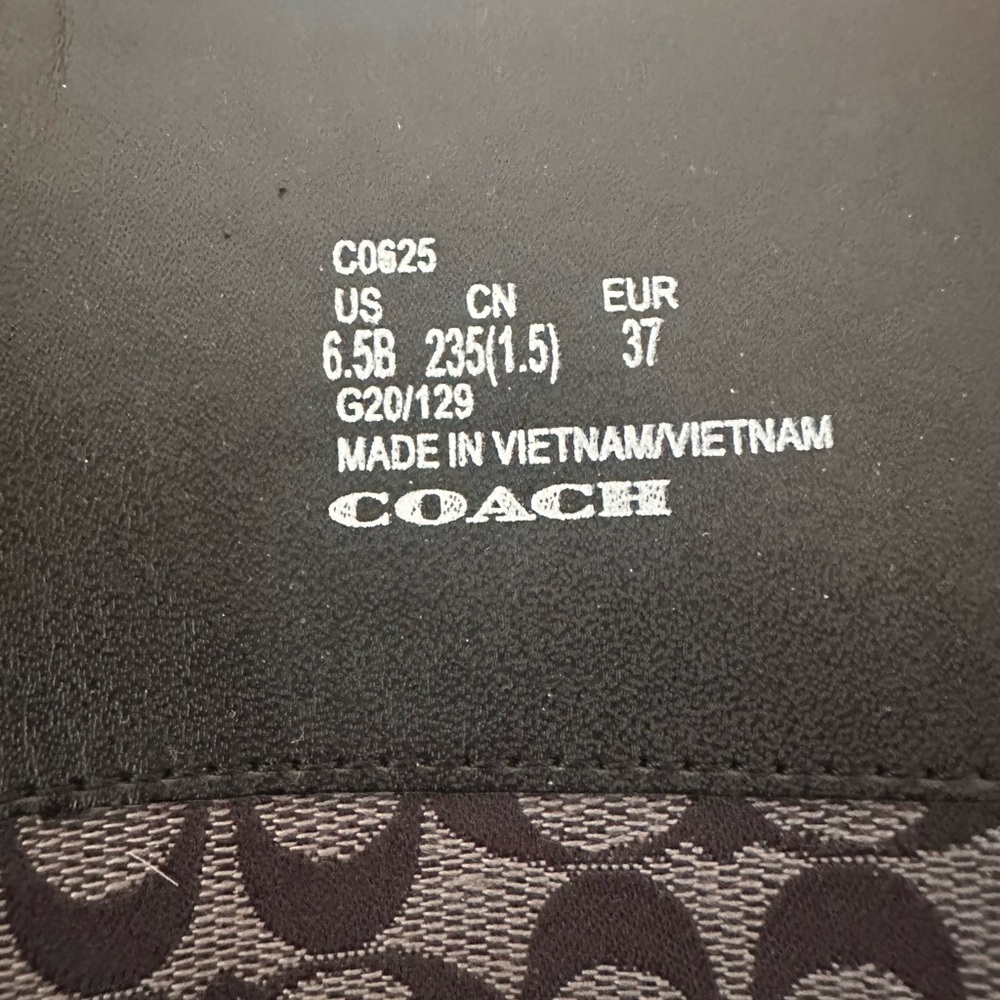 C0625
US CN EUR
6.5B 235(1.5) 37
G20/129
MADE IN VIETNAM/VIETNAM
COACH